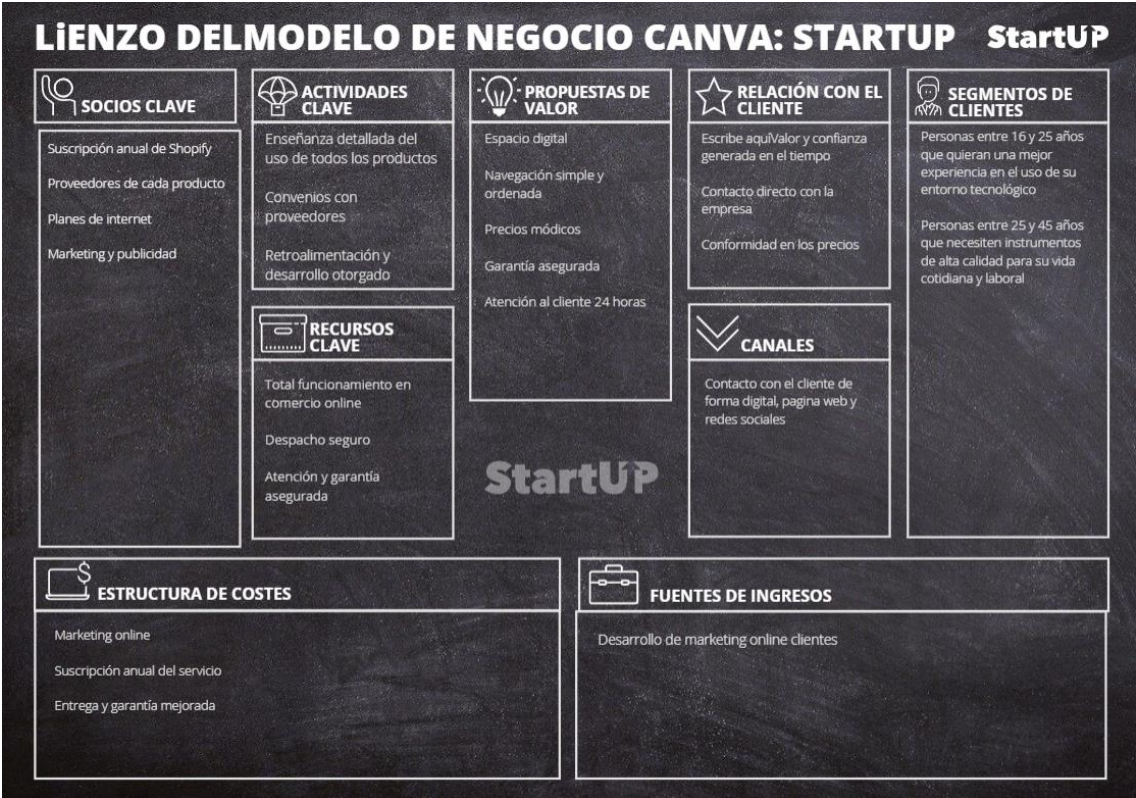 LiENZO DELMODELO DE NEGOCIO CANVA: STARTUP
StartUP
SOCIOS CLAVE
Suscripción anual de Shopify
Proveedores de cada producto
Planes de internet
Marketing y publicidad
ACTIVIDADES
CLAVE
Enseñanza detallada del
uso de todos los productos
Convenios con
proveedores
Retroalimentación y
desarrollo otorgado
RECURSOS
CLAVE
Total funcionamiento en
comercio online
Despacho seguro
Atención y garantía
asegurada
PROPUESTAS DE
VALOR
Espacio digital
Navegación simple y
ordenada
Precios módicos
Garantía asegurada
Atención al cliente 24 horas
StartUP
RELACIÓN CON EL
CLIENTE
Escribe aquíValor y confianza
generada en el tiempo
Contacto directo con la
empresa
Conformidad en los precios
CANALES
Contacto con el cliente de
forma digital, pagina web y
redes sociales
SEGMENTOS DE
CLIENTES
Personas entre 16 y 25 años
que quieran una mejor
experiencia en el uso de su
entorno tecnológico
Personas entre 25 y 45 años
que necesiten instrumentos
de alta calidad para su vida
cotidiana y laboral
$
ESTRUCTURA DE COSTES
Marketing online
Suscripción anual del servicio
Entrega y garantía mejorada
FUENTES DE INGRESOS
Desarrollo de marketing online clientes